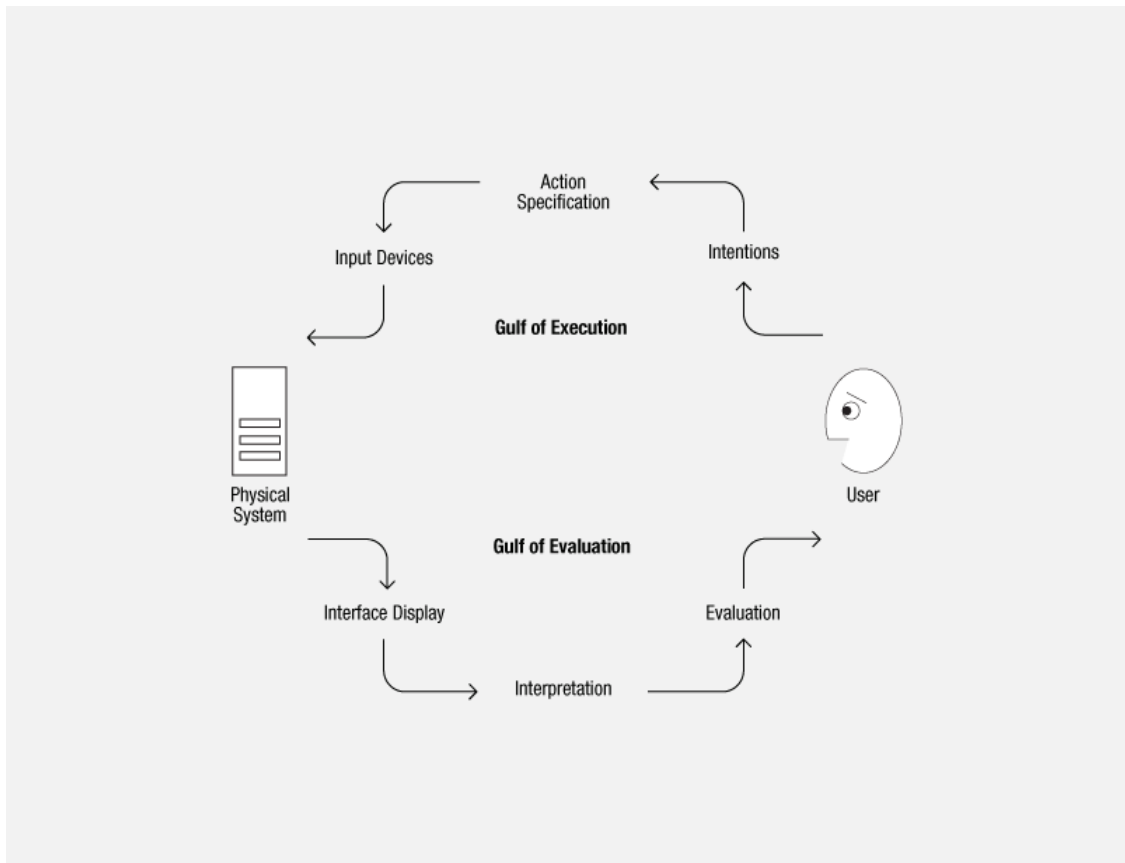 Action
Specification
Intentions
Input Devices
Gulf of Execution
Physical
System
User
Gulf of Evaluation
Interface Display
Evaluation
Interpretation